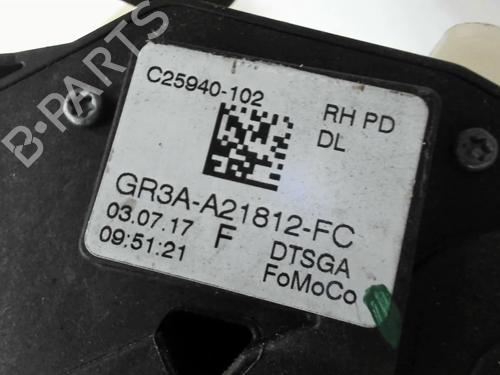 B-PARTS
C25940-102
RH PD
DL
GR3A-A21812-FC
03.07.17 F DTSGA
09:51:21 FoMoCo